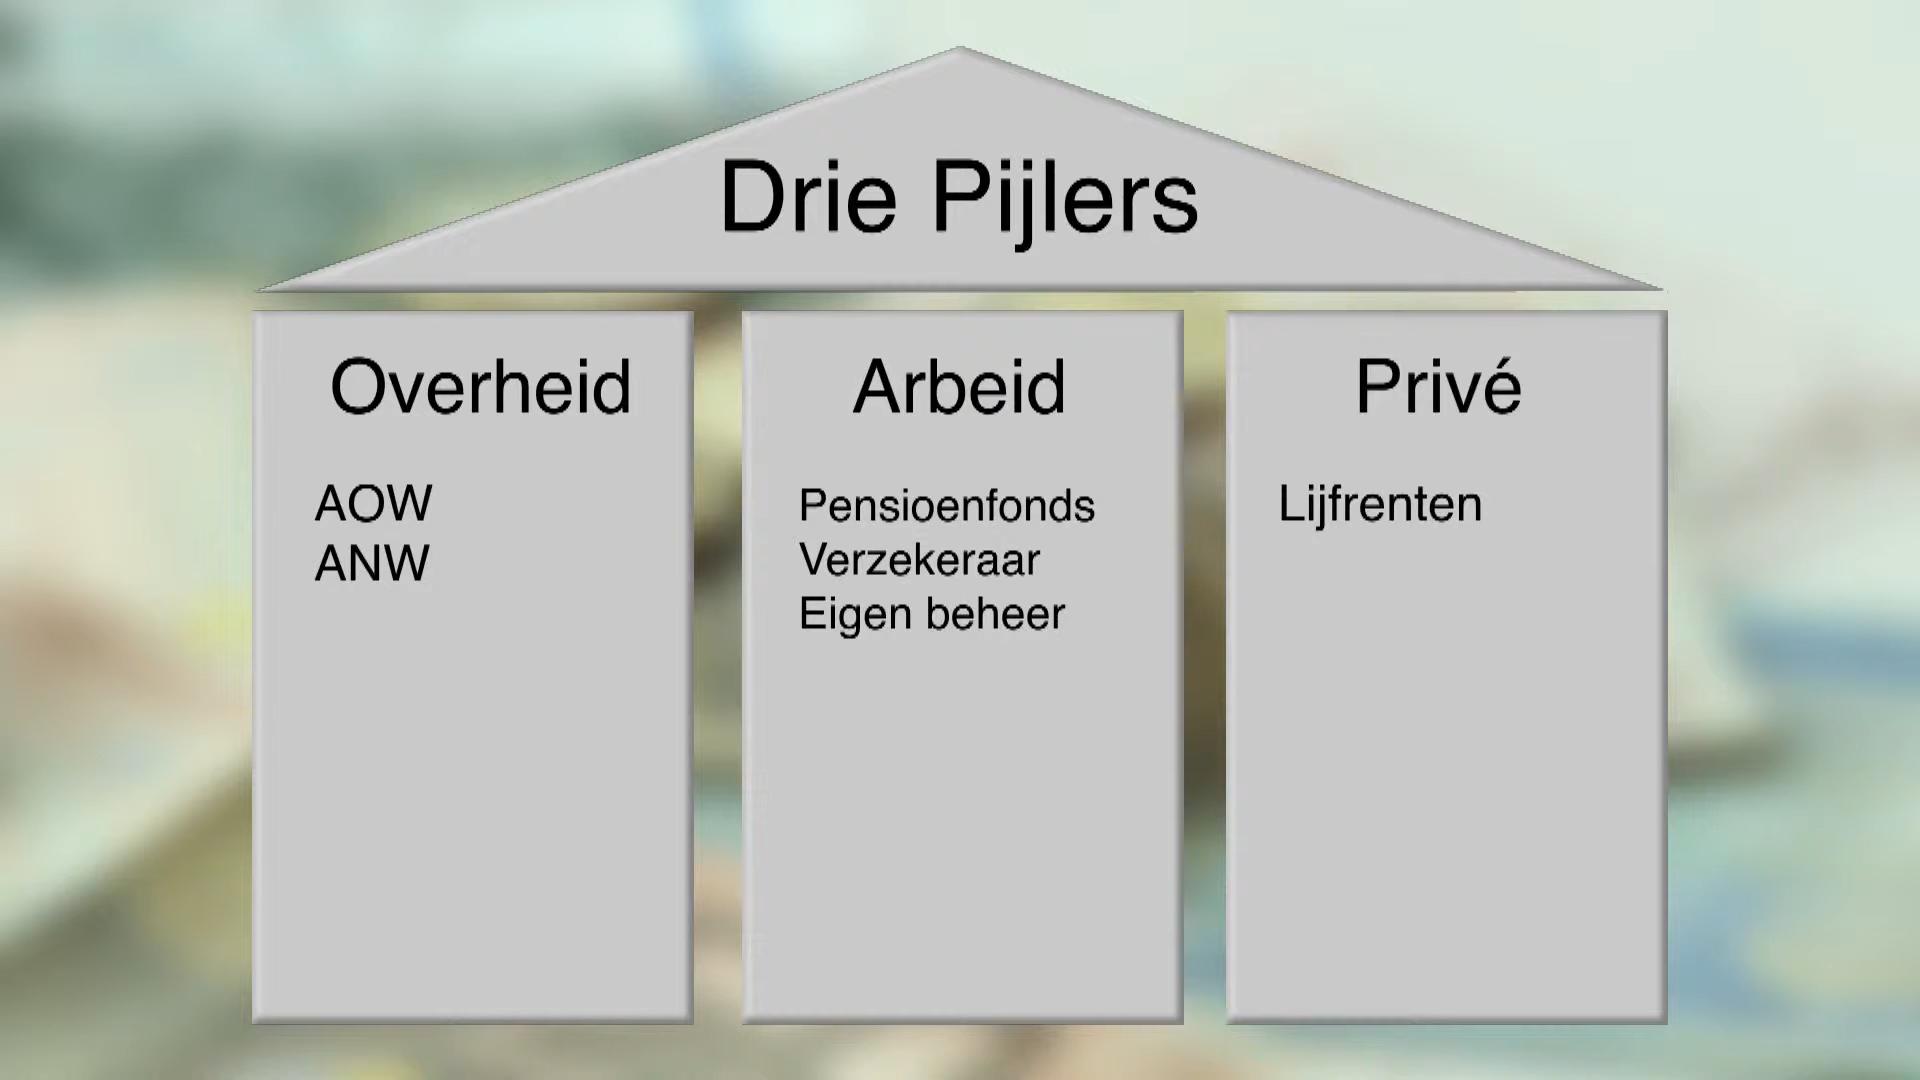 Drie Pijlers
Overheid
AOW
ANW
Arbeid
Pensioenfonds
Verzekeraar
Eigen beheer
Privé
Lijfrenten